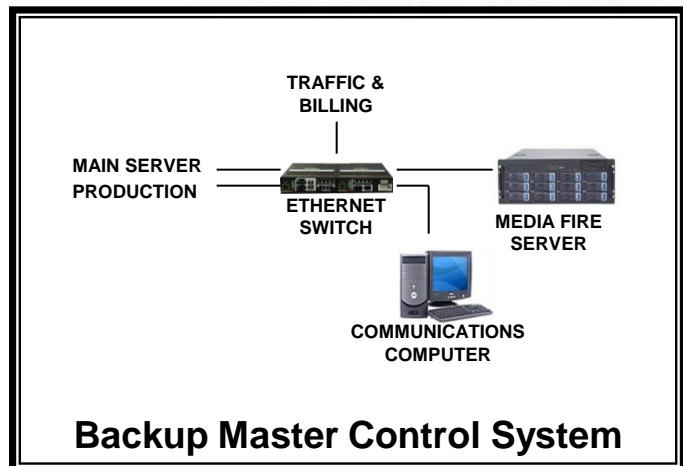 TRAFFIC &
BILLING
MAIN SERVER
PRODUCTION
ETHERNET
SWITCH
MEDIA FIRE
SERVER
COMMUNICATIONS
COMPUTER
Backup Master Control System